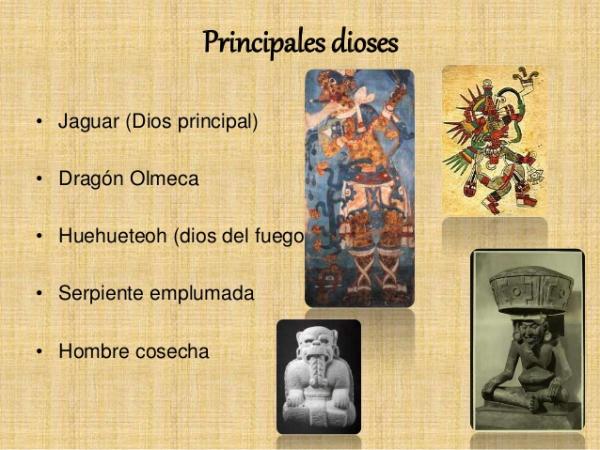 Principales dioses
• Jaguar (Dios principal)
• Dragón Olmeca
• Huehueteoh (dios del fuego
• Serpiente emplumada
• Hombre cosecha